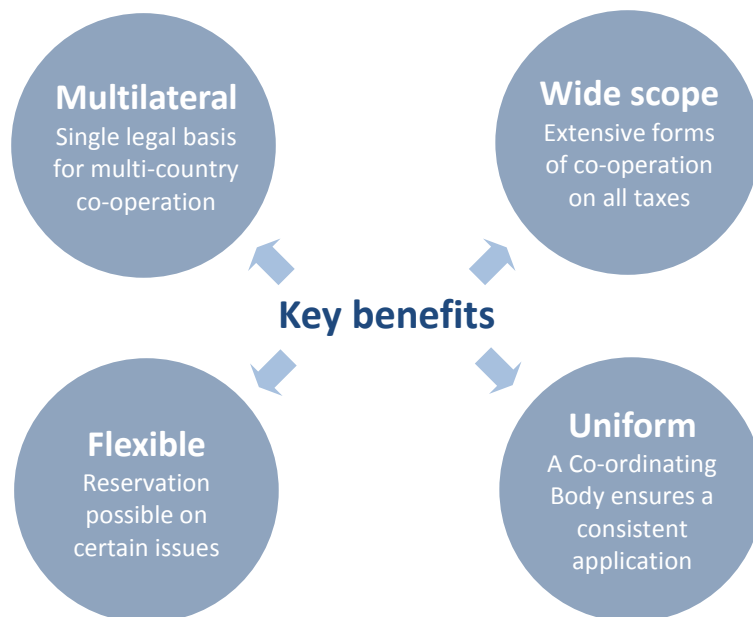 Multilateral
Single legal basis
for multi-country
co-operation
Wide scope
Extensive forms
of co-operation
on all taxes
Key benefits
Flexible
Reservation
possible on
certain issues
Uniform
A Co-ordinating
Body ensures a
consistent
application